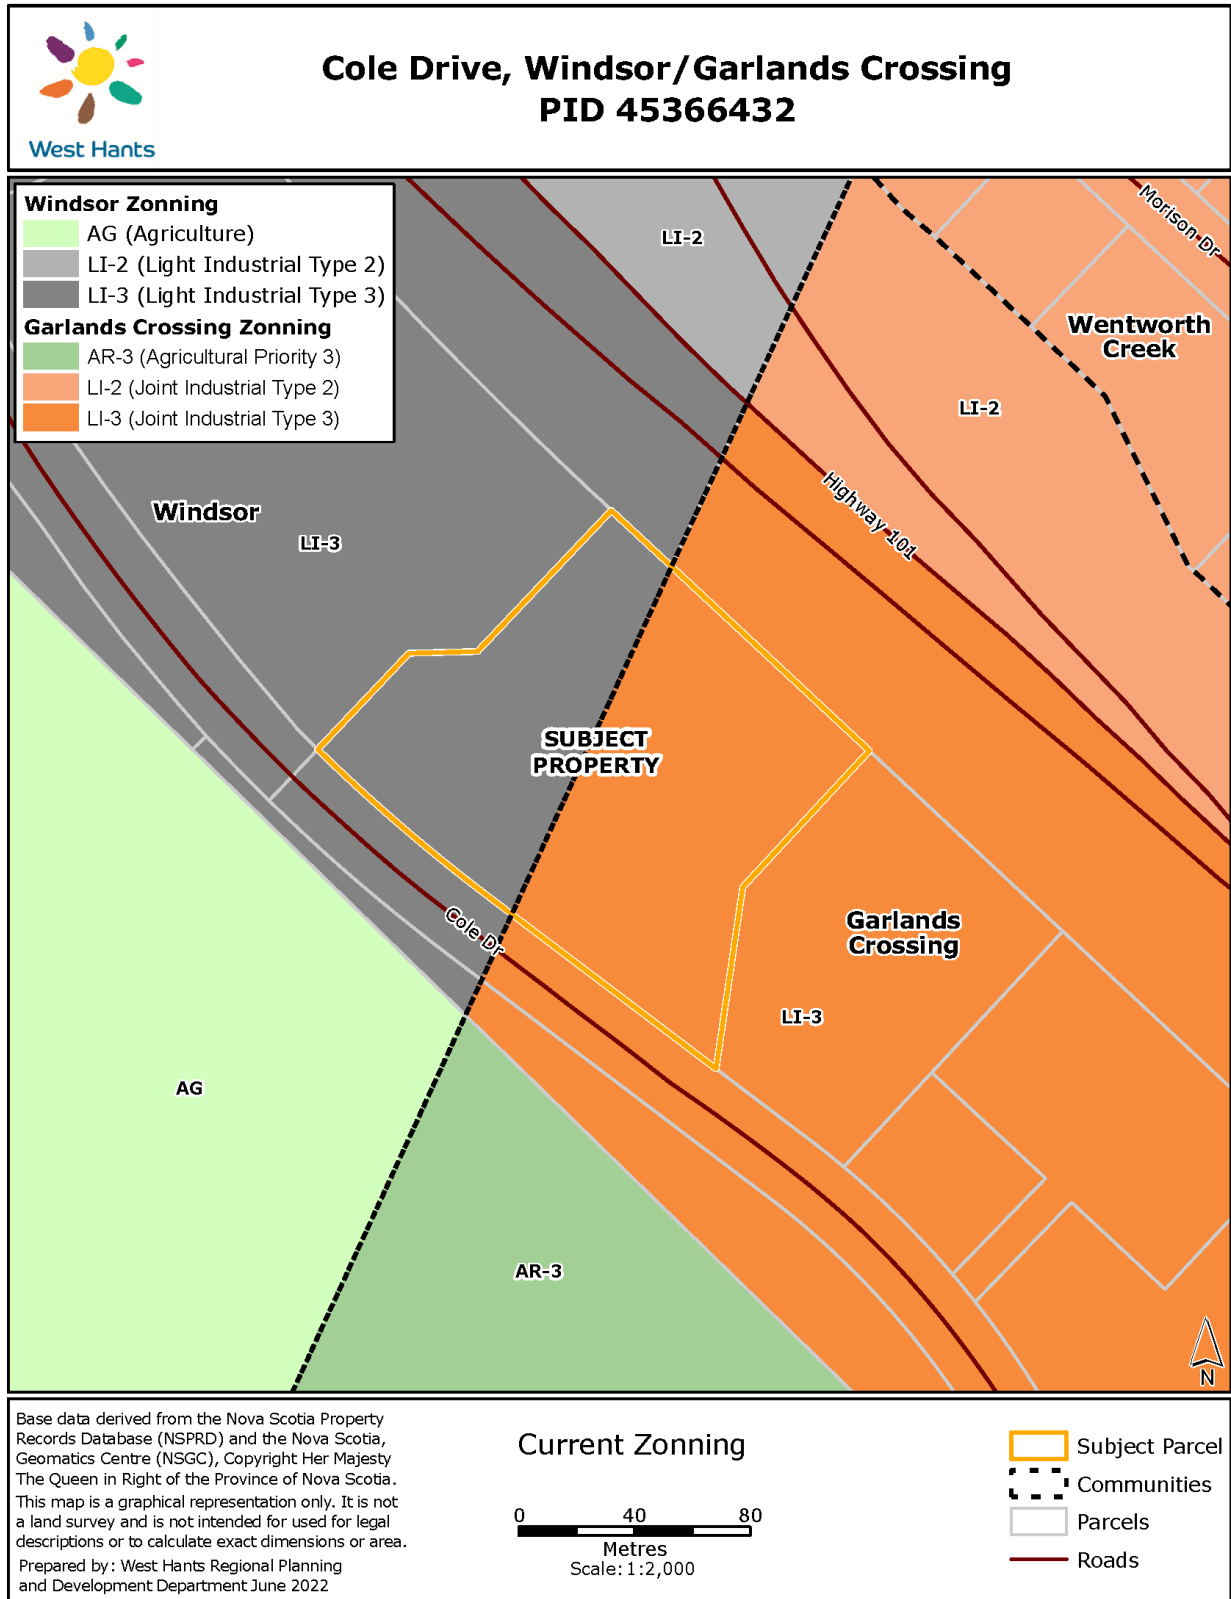 West Hants
Cole Drive, Windsor/Garlands Crossing
PID 45366432
Windsor Zonning
AG (Agriculture)
LI-2 (Light Industrial Type 2)
LI-3 (Light Industrial Type 3)
Garlands Crossing Zonning
AR-3 (Agricultural Priority 3)
LI-2 (Joint Industrial Type 2)
LI-3 (Joint Industrial Type 3)
LI-2
Morison Dr
Wentworth
Creek
LI-2
Highway 101
Windsor
LI-3
SUBJECT
PROPERTY
Cole Dr
Garlands
Crossing
LI-3
AG
AR-3
N
Base data derived from the Nova Scotia Property
Records Database (NSPRD) and the Nova Scotia,
Geomatics Centre (NSGC), Copyright Her Majesty
The Queen in Right of the Province of Nova Scotia.
This map is a graphical representation only. It is not
a land survey and is not intended for used for legal
descriptions or to calculate exact dimensions or area.
Prepared by: West Hants Regional Planning
and Development Department June 2022
Current Zonning
0 40 80
Metres
Scale: 1:2,000
Subject Parcel
Communities
Parcels
Roads